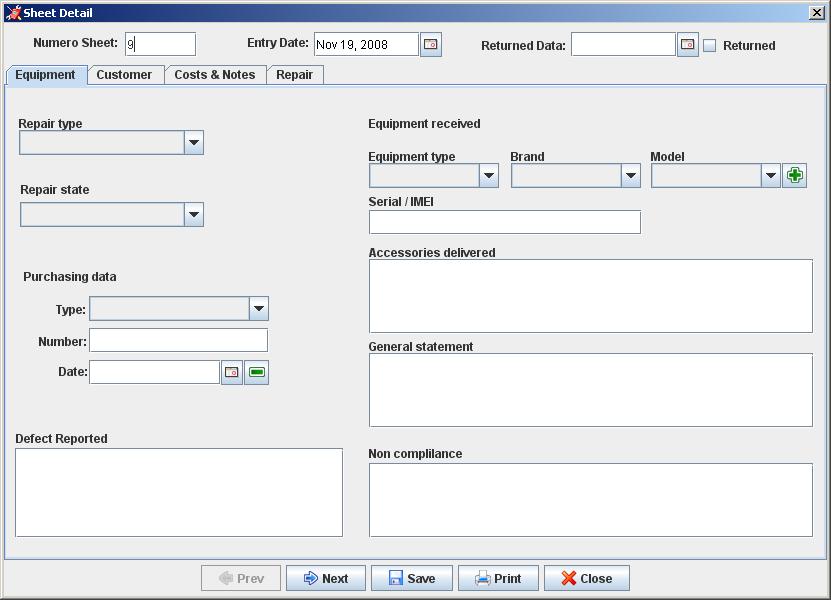 Sheet Detail
Numero Sheet: 9 Entry Date: Nov 19, 2008 Returned Data: Returned
Equipment Customer Costs & Notes Repair
Repair type
Equipment received
Equipment type Brand Model
Repair state
Serial / IMEI
Accessories delivered
Purchasing data
Type:
Number:
General statement
Date:
Defect Reported
Non complilance
Prev Next Save Print Close